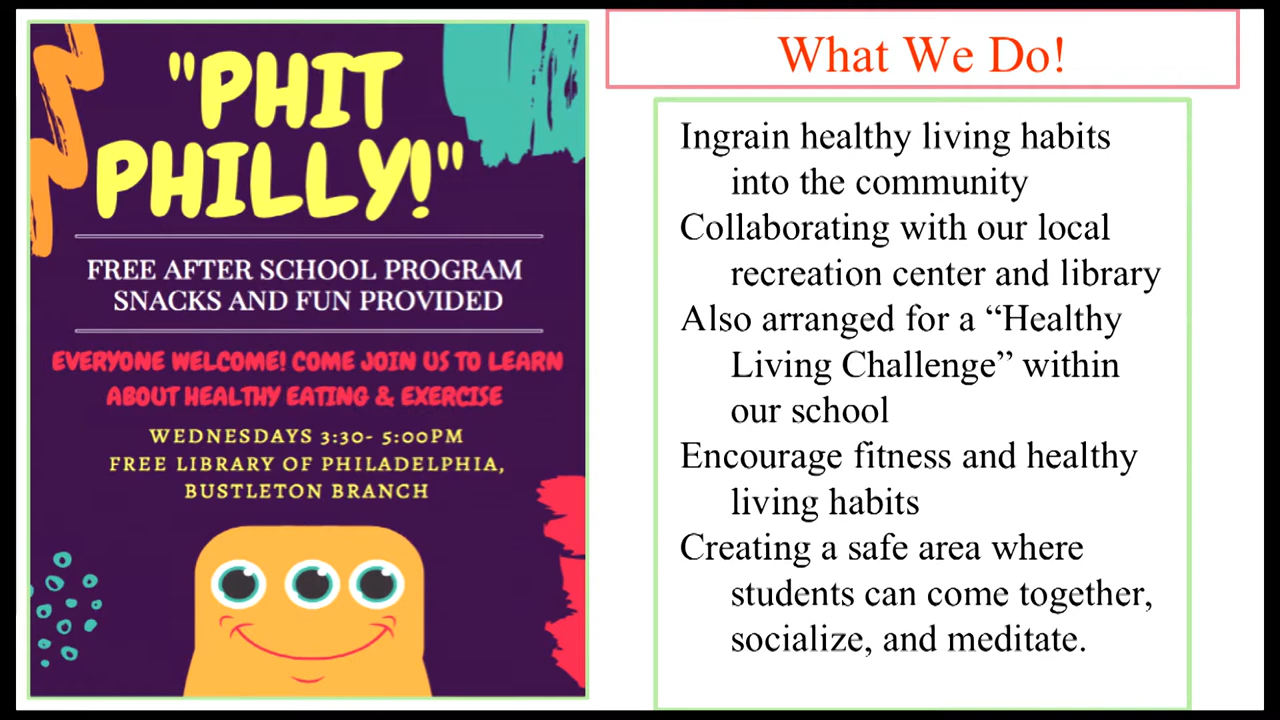 "PHIT
PHILLY!"
FREE AFTER SCHOOL PROGRAM
SNACKS AND FUN PROVIDED
EVERYONE WELCOME! COME JOIN US TO LEARN
ABOUT HEALTHY EATING & EXERCISE
WEDNESDAYS 3:30- 5:00PM
FREE LIBRARY OF PHILADELPHIA,
BUSTLETON BRANCH
What We Do!
Ingrain healthy living habits
into the community
Collaborating with our local
recreation center and library
Also arranged for a “Healthy
Living Challenge” within
our school
Encourage fitness and healthy
living habits
Creating a safe area where
students can come together,
socialize, and meditate.